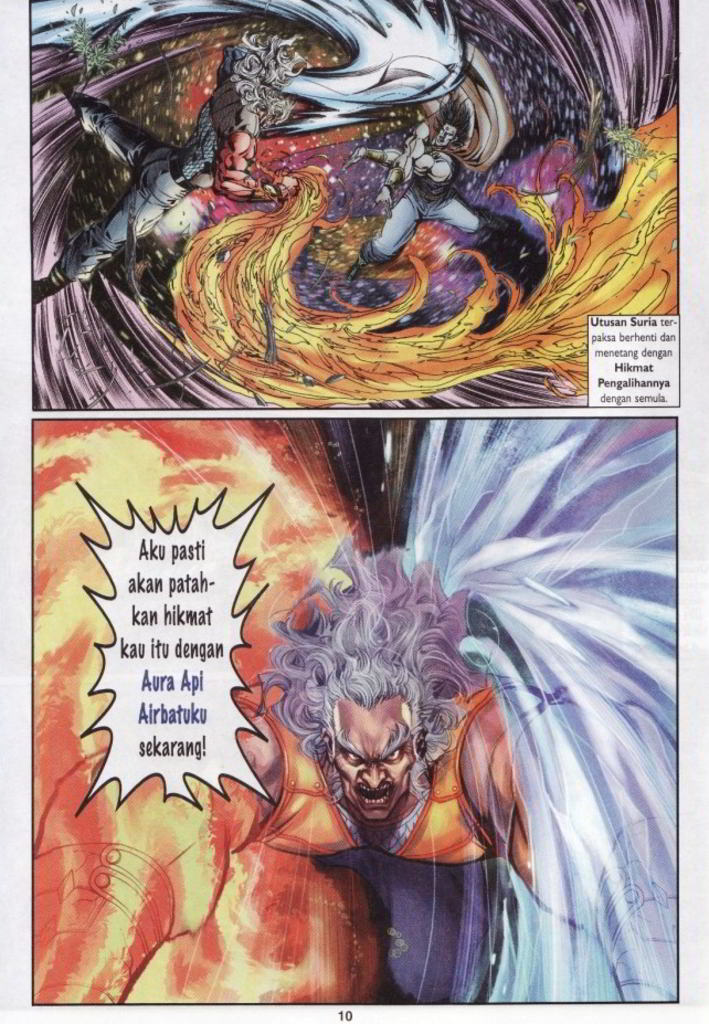 Utusan Suria ter-
paksa berhenti dan
menetang dengan
Hikmat
Pengalihannya
dengan semula.
Aku pasti
akan patah-
kan hikmat
kau itu dengan
Aura Api
Airbatuku
sekarang!
10